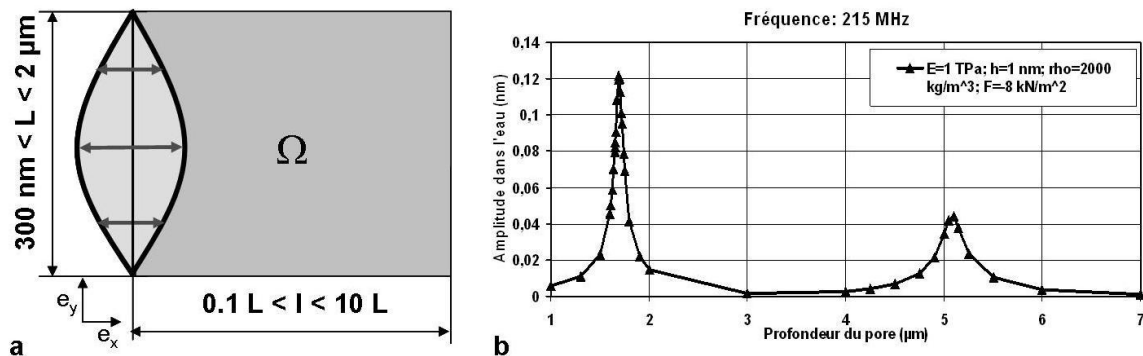 300 nm < L < 2 µm
Ω
e_y
e_x
0.1 L < l < 10 L
a
Fréquence: 215 MHz
Amplitude dans l'eau (nm)
0,14
0,12
0,10
0,08
0,06
0,04
0,02
0
E=1 TPa; h=1 nm; rho=2000
kg/m^3; F=-8 kN/m^2
1 2 3 4 5 6 7
Profondeur du pore (µm)
b